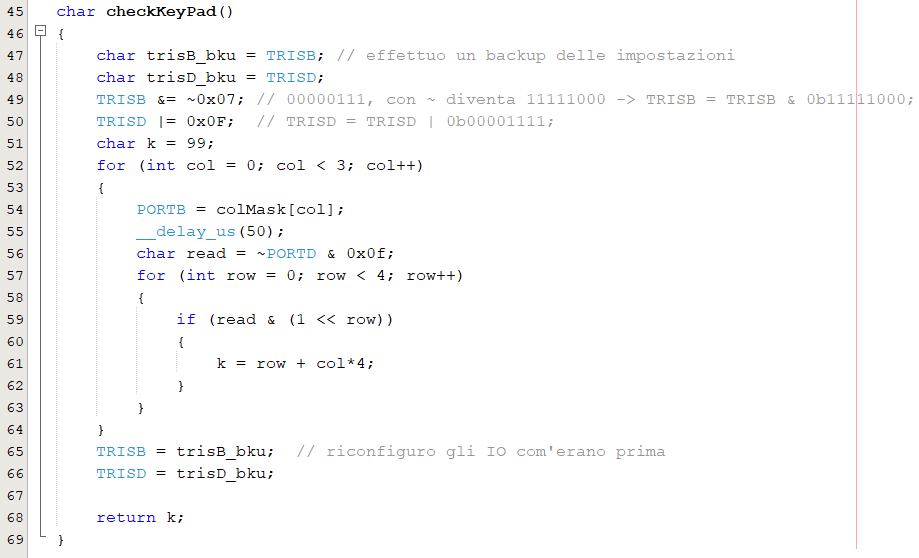 45 char checkKeyPad()
46 {
47 char trisB_bku = TRISB; // effettuo un backup delle impostazioni
48 char trisD_bku = TRISD;
49 TRISB &= ~0x07; // 00000111, con ~ diventa 11111000 -> TRISB = TRISB & 0b11111000;
50 TRISD |= 0x0F; // TRISD = TRISD | 0b00001111;
51 char k = 99;
52 for (int col = 0; col < 3; col++)
53 {
54 PORTB = colMask[col];
55 __delay_us(50);
56 char read = ~PORTD & 0x0f;
57 for (int row = 0; row < 4; row++)
58 {
59 if (read & (1 << row))
60 {
61 k = row + col*4;
62 }
63 }
64 }
65 TRISB = trisB_bku; // riconfiguro gli IO com'erano prima
66 TRISD = trisD_bku;
67
68 return k;
69 }